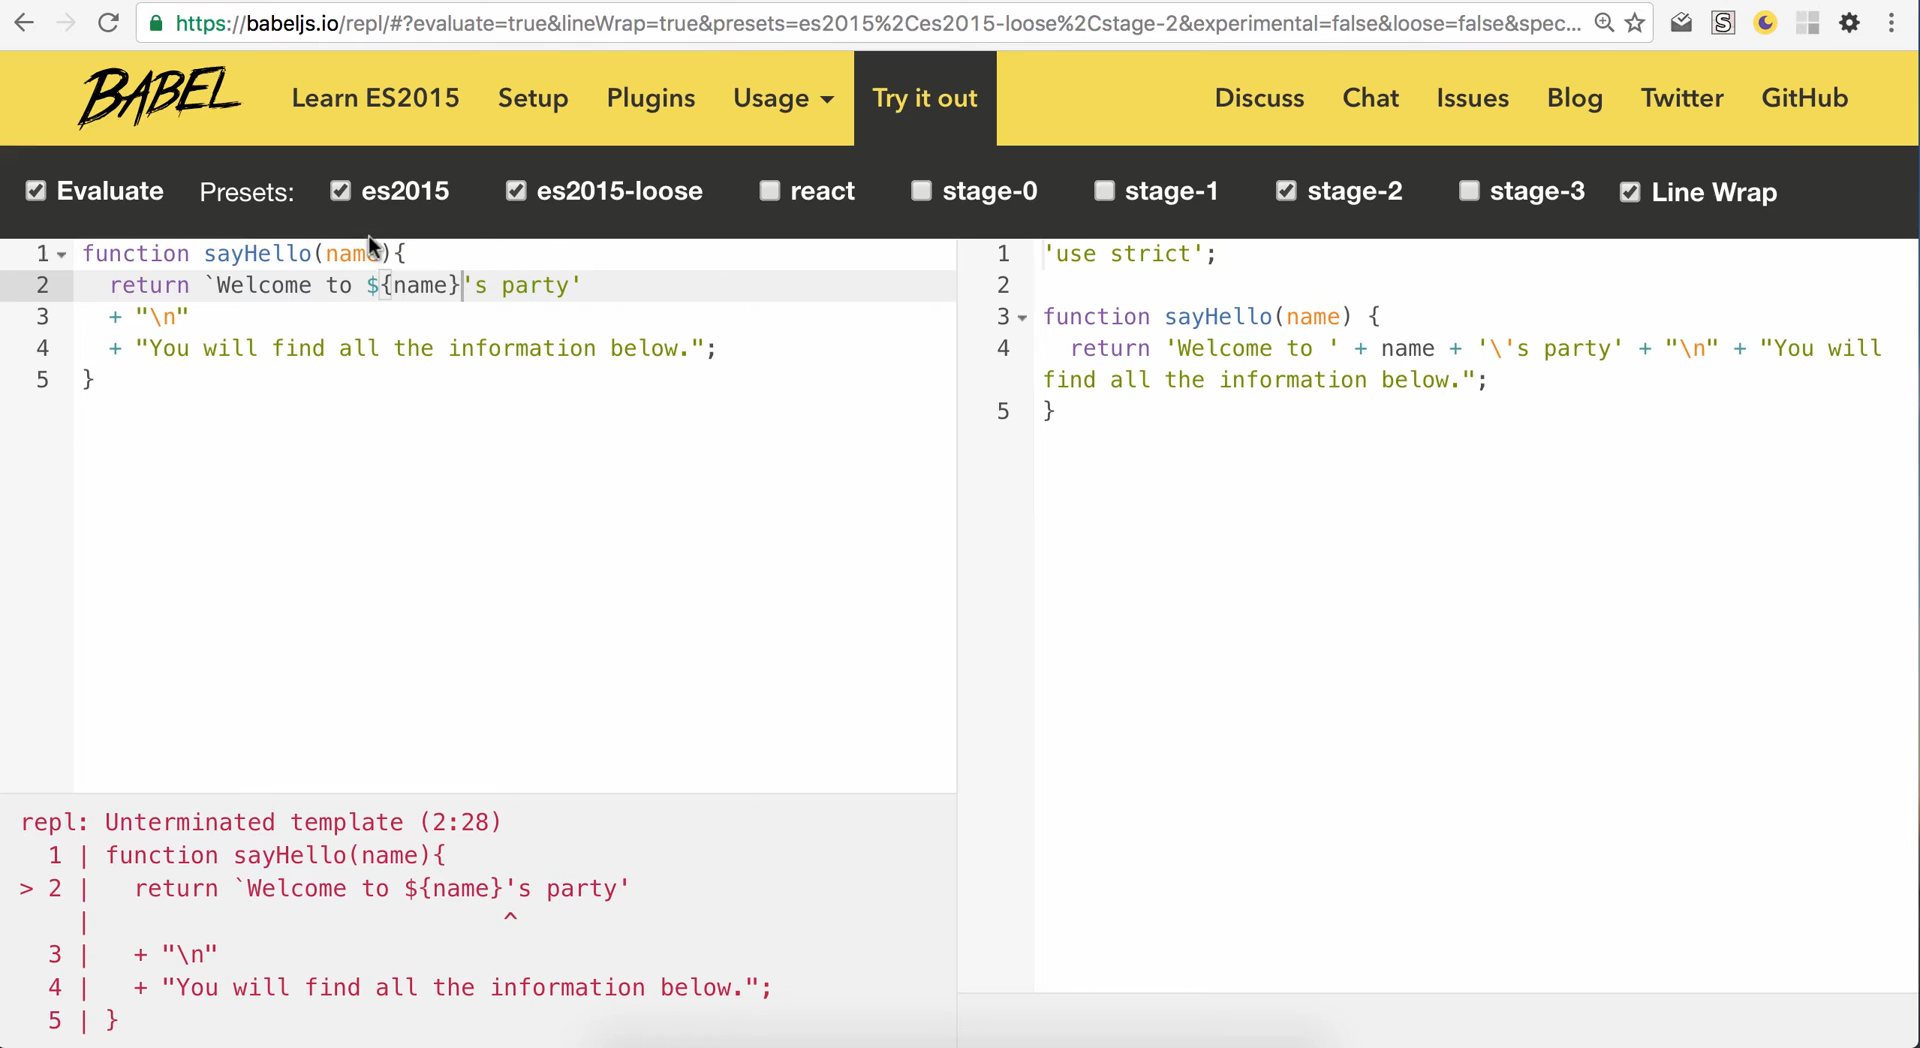 https://babeljs.io/repl/#?evaluate=true&lineWrap=true&presets=es2015%2Ces2015-loose%2Cstage-2&experimental=false&loose=false&spec...
S
BABEL Learn ES2015 Setup Plugins Usage Try it out Discuss Chat Issues Blog Twitter GitHub
Evaluate Presets: es2015 es2015-loose react stage-0 stage-1 stage-2 stage-3 Line Wrap
1 function sayHello(name){
2 return `Welcome to ${name}'s party'
3 + "\n"
4 + "You will find all the information below.";
5 }
1 'use strict';
2
3 function sayHello(name) {
4 return 'Welcome to ' + name + '\'s party' + "\n" + "You will
find all the information below.";
5 }
repl: Unterminated template (2:28)
1 | function sayHello(name){
> 2 | return `Welcome to ${name}'s party'
| ^
3 | + "\n"
4 | + "You will find all the information below.";
5 | }